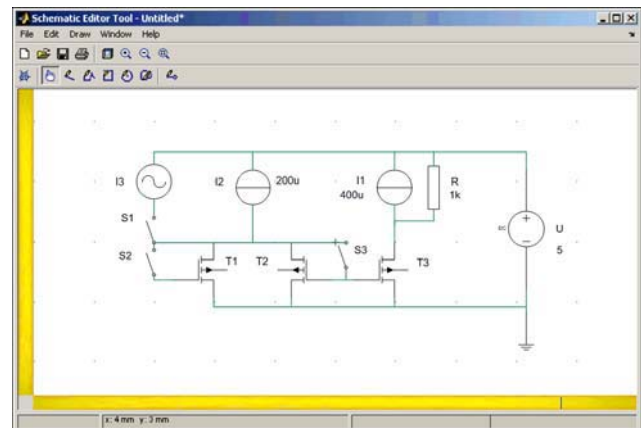 Schematic Editor Tool - Untitled*
File Edit Draw Window Help
I3
I2
200u
I1
400u
R
1k
S1
S2
T1
T2
S3
T3
U
5
x: 4 mm y: 3 mm